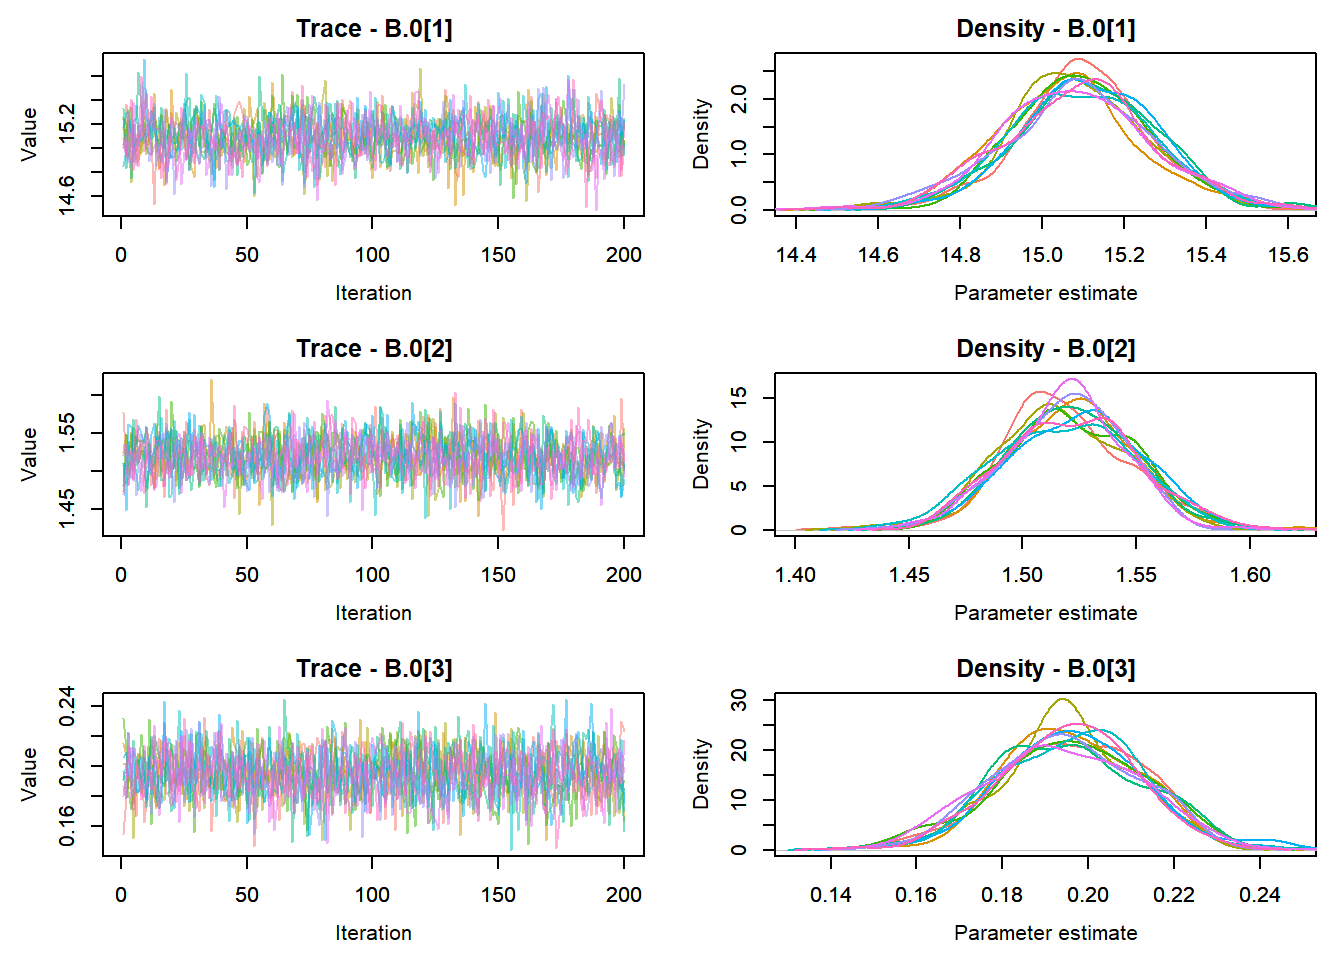 Trace - B.0[1]
Value
15.2
14.6
0 50 100 150 200
Iteration
Density - B.0[1]
Density
2.0
1.0
0.0
14.4 14.6 14.8 15.0 15.2 15.4 15.6
Parameter estimate
Trace - B.0[2]
Value
1.55
1.45
0 50 100 150 200
Iteration
Density - B.0[2]
Density
15
10
5
0
1.40 1.45 1.50 1.55 1.60
Parameter estimate
Trace - B.0[3]
Value
0.24
0.20
0.16
0 50 100 150 200
Iteration
Density - B.0[3]
Density
30
20
10
0
0.14 0.16 0.18 0.20 0.22 0.24
Parameter estimate